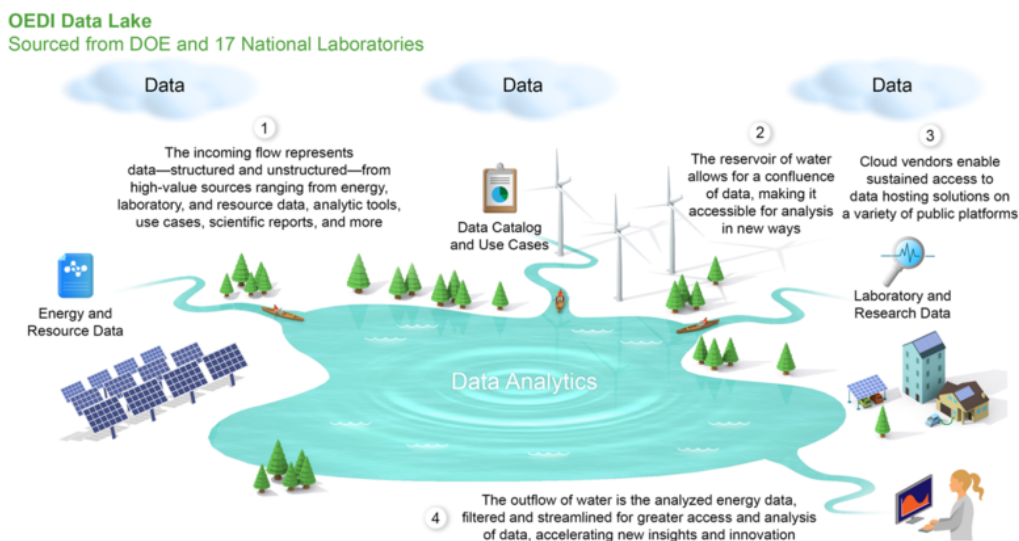 OEDI Data Lake
Sourced from DOE and 17 National Laboratories
Data
Data
Data
1
The incoming flow represents
data—structured and unstructured—from
high-value sources ranging from energy,
laboratory, and resource data, analytic tools,
use cases, scientific reports, and more
2
The reservoir of water
allows for a confluence
of data, making it
accessible for analysis
in new ways
3
Cloud vendors enable
sustained access to
data hosting solutions on
a variety of public platforms
Data Catalog
and Use Cases
Energy and
Resource Data
Laboratory and
Research Data
Data Analytics
4
The outflow of water is the analyzed energy data,
filtered and streamlined for greater access and analysis
of data, accelerating new insights and innovation